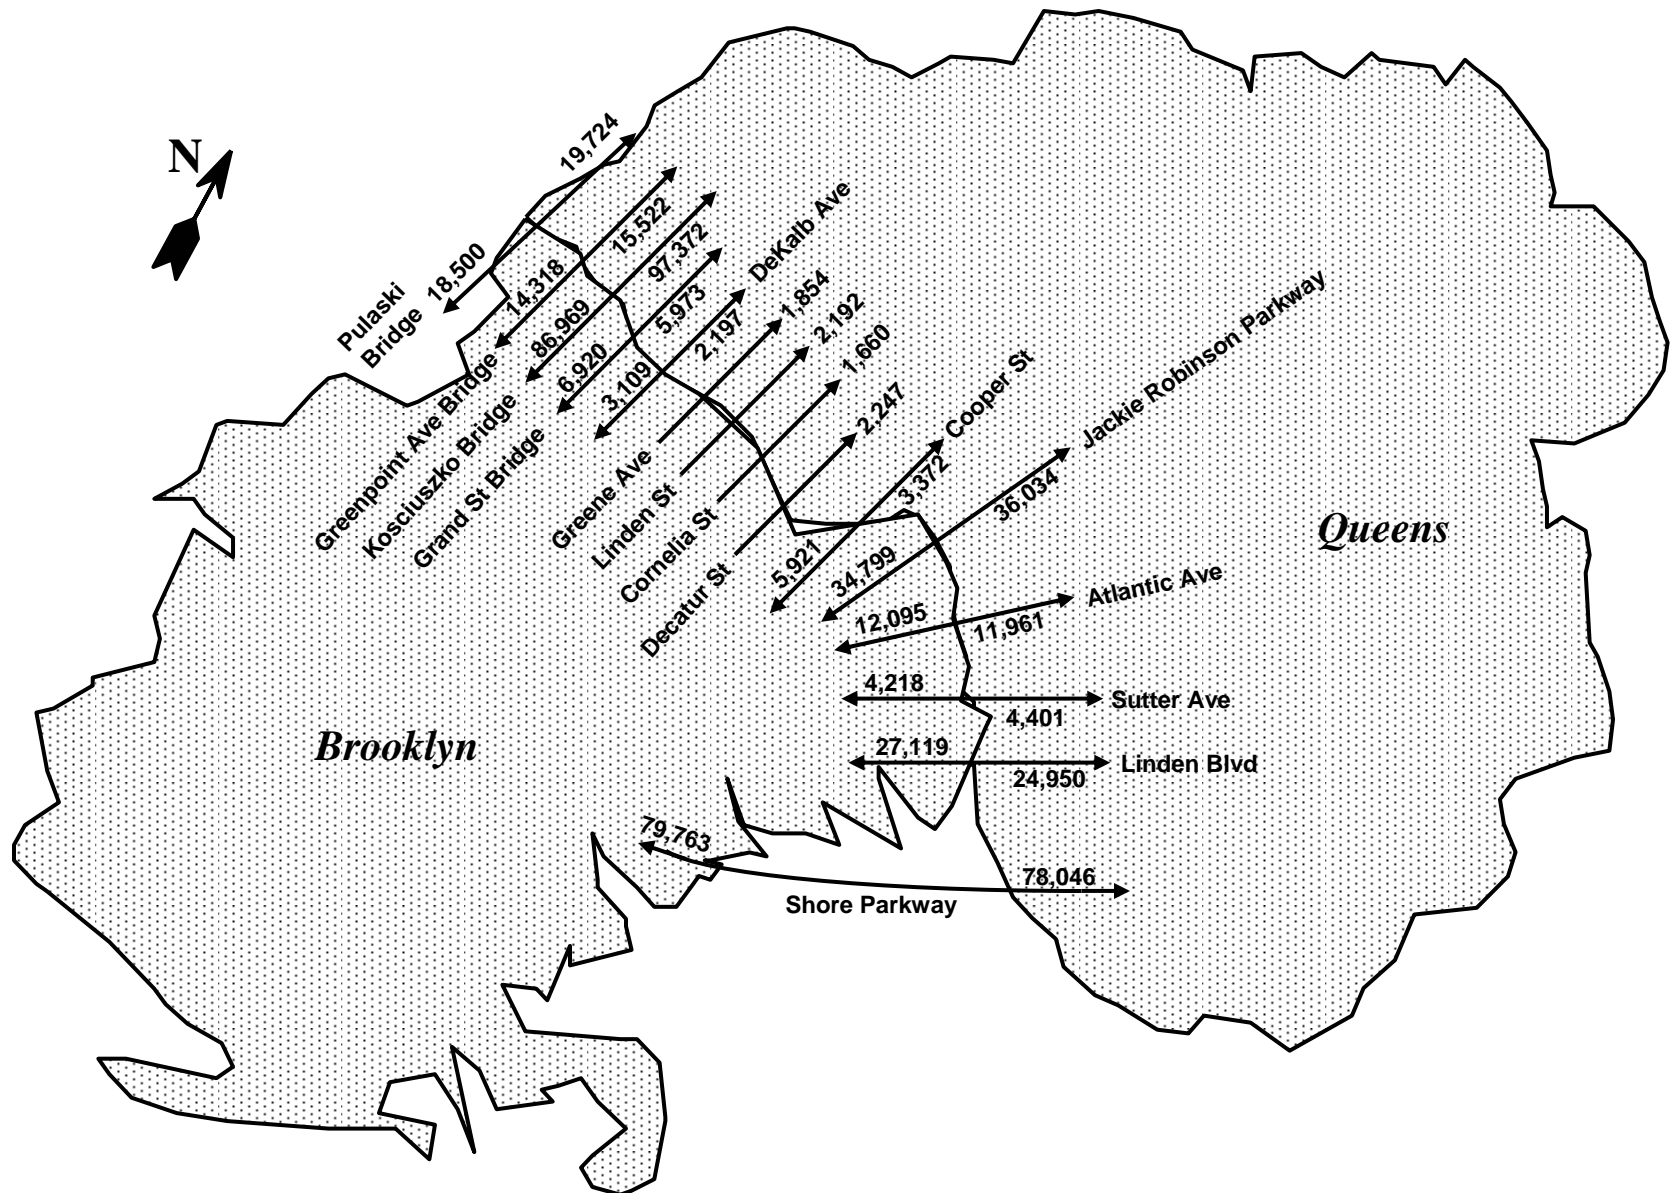 N
19,724
18,500
Pulaski
Bridge
15,522
14,318
Greenpoint Ave Bridge
97,372
86,969
Kosciuszko Bridge
5,973
6,920
Grand St Bridge
DeKalb Ave
2,197
3,109
1,854
Greene Ave
2,192
Linden St
1,660
Cornelia St
2,247
Decatur St
Cooper St
3,372
5,921
Jackie Robinson Parkway
36,034
34,799
Queens
Atlantic Ave
12,095
11,961
4,218
4,401
Sutter Ave
Brooklyn
27,119
24,950
Linden Blvd
79,763
78,046
Shore Parkway